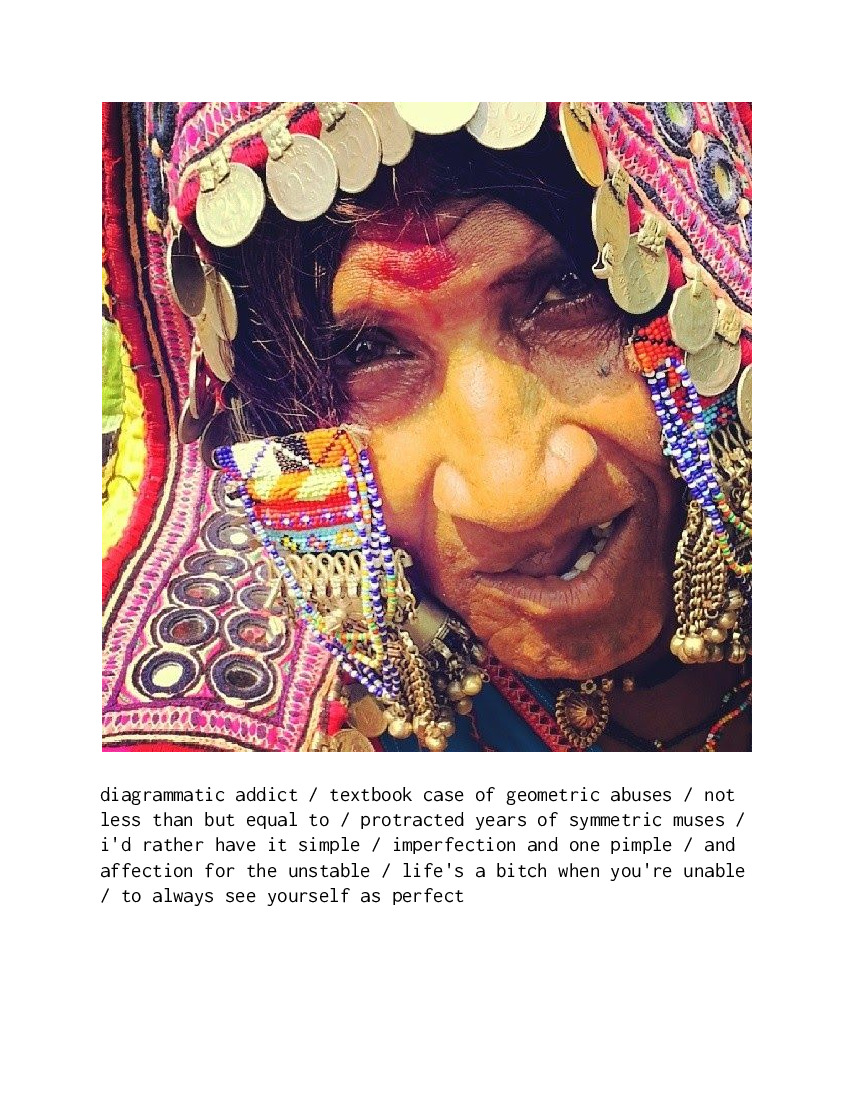 diagrammatic addict / textbook case of geometric abuses / not
less than but equal to / protracted years of symmetric muses /
i'd rather have it simple / imperfection and one pimple / and
affection for the unstable / life's a bitch when you're unable
/ to always see yourself as perfect